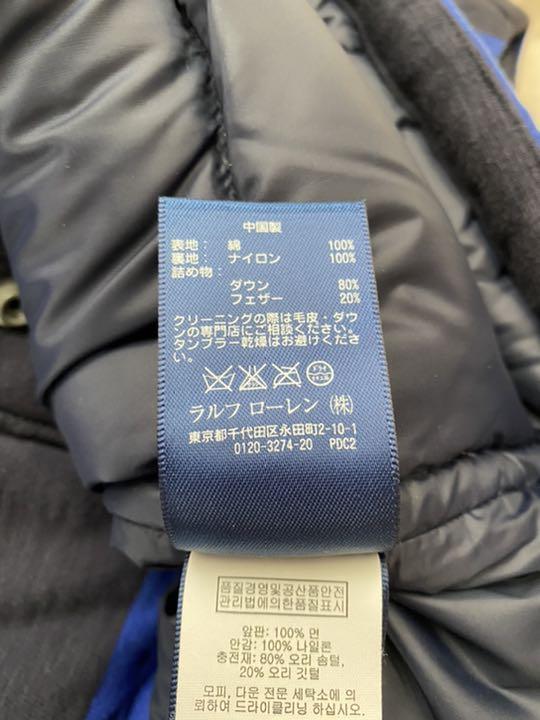 中国製
表地： 綿 100%
裏地： ナイロン 100%
詰め物：
ダウン 80%
フェザー 20%
クリーニングの際は毛皮・ダウ
ンの専門店にご相談ください。
タンブラー乾燥はお避けください。
ドライ
ラルフ ローレン (株)
東京都千代田区永田町2-10-1
0120-3274-20 PDC2
품질경영및공산품안전
관리법에의한품질표시
앞판: 100% 면
안감: 100% 나일론
충전재: 80% 오리 솜털,
20% 오리 깃털
모피, 다운 전문 세탁소에 의
뢰하여 드라이클리닝 하십시오.